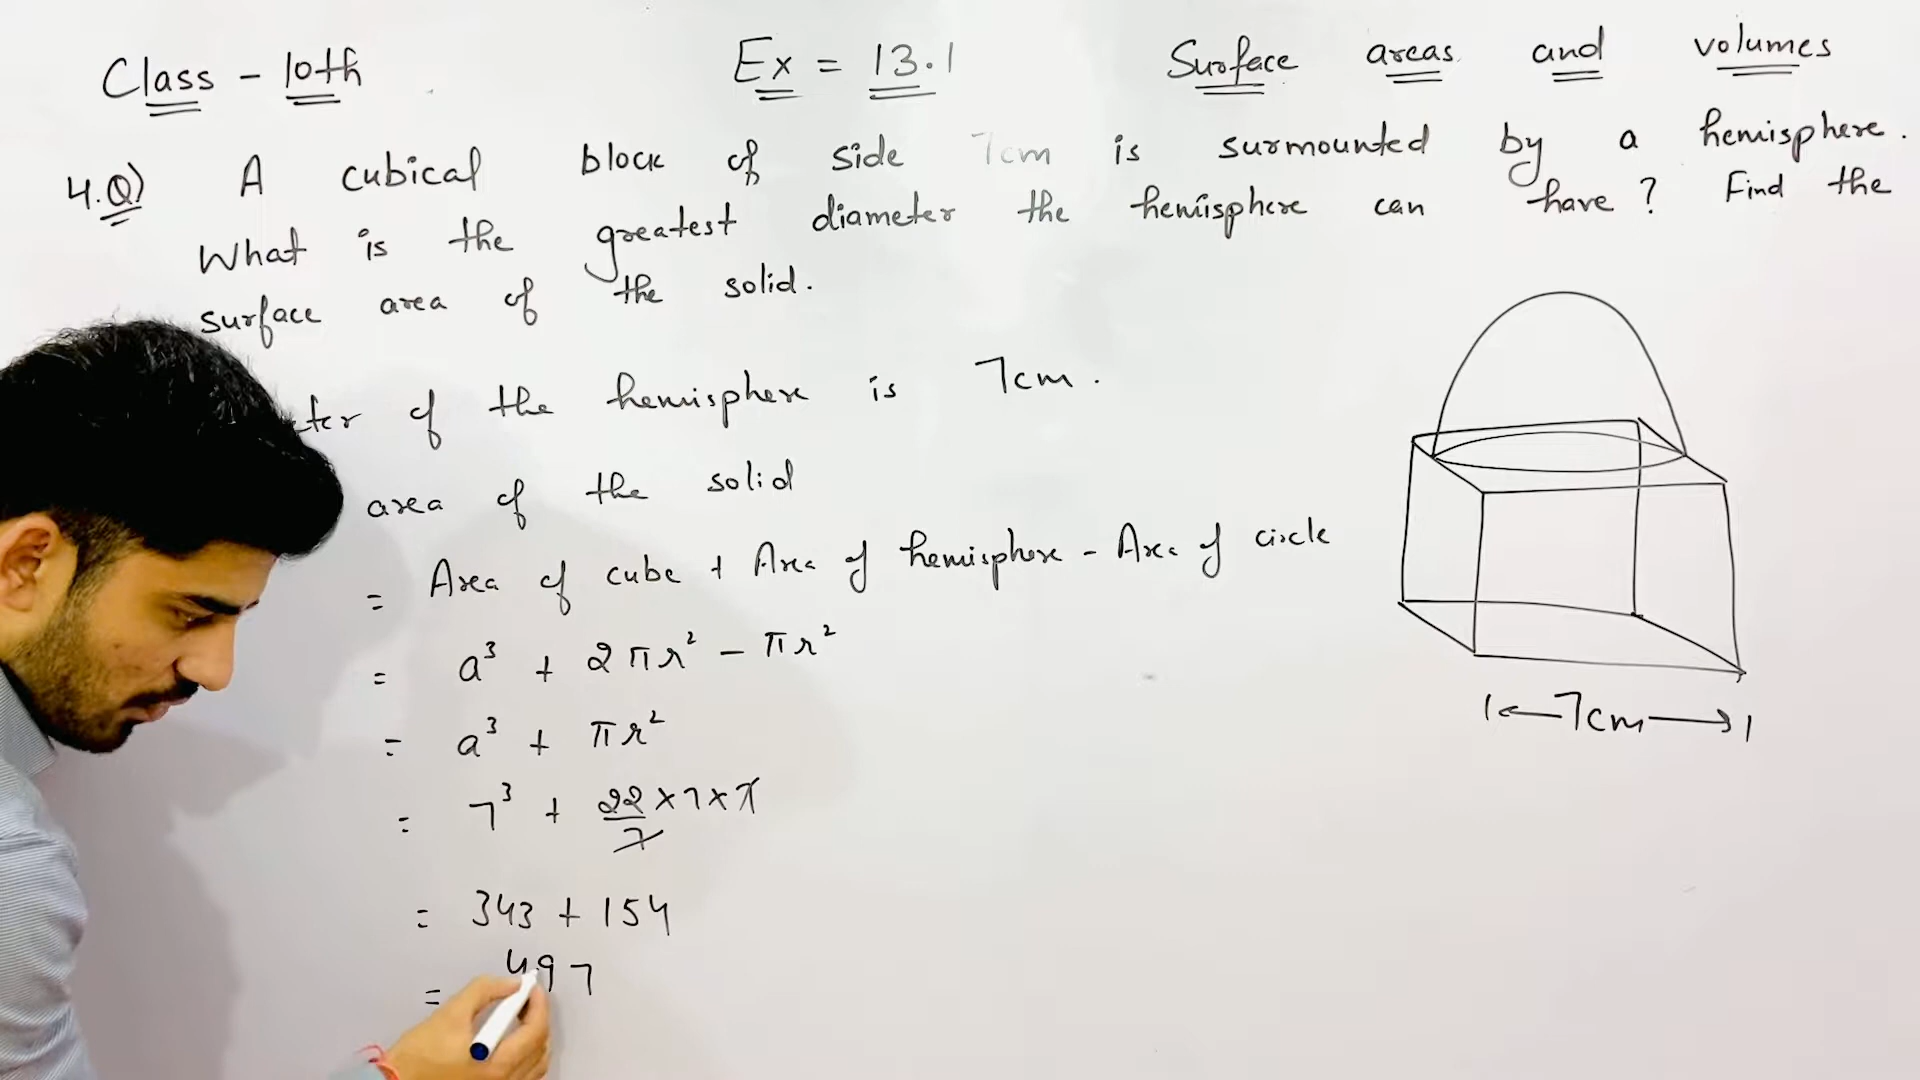 Class - 10th Ex = 13.1 Surface areas and volumes
4.Q) A cubical block of side 7cm is surmounted by a hemisphere.
What is the greatest diameter the hemisphere can have? Find the
surface area of the solid.
of the hemisphere is 7cm.
area of the solid
= Area of cube + Area of hemisphere - Area of circle
= a³ + 2πr² - πr²
= a³ + πr²
= 7³ + 22/7 × 7 × 7
= 343 + 154
= 497
7cm